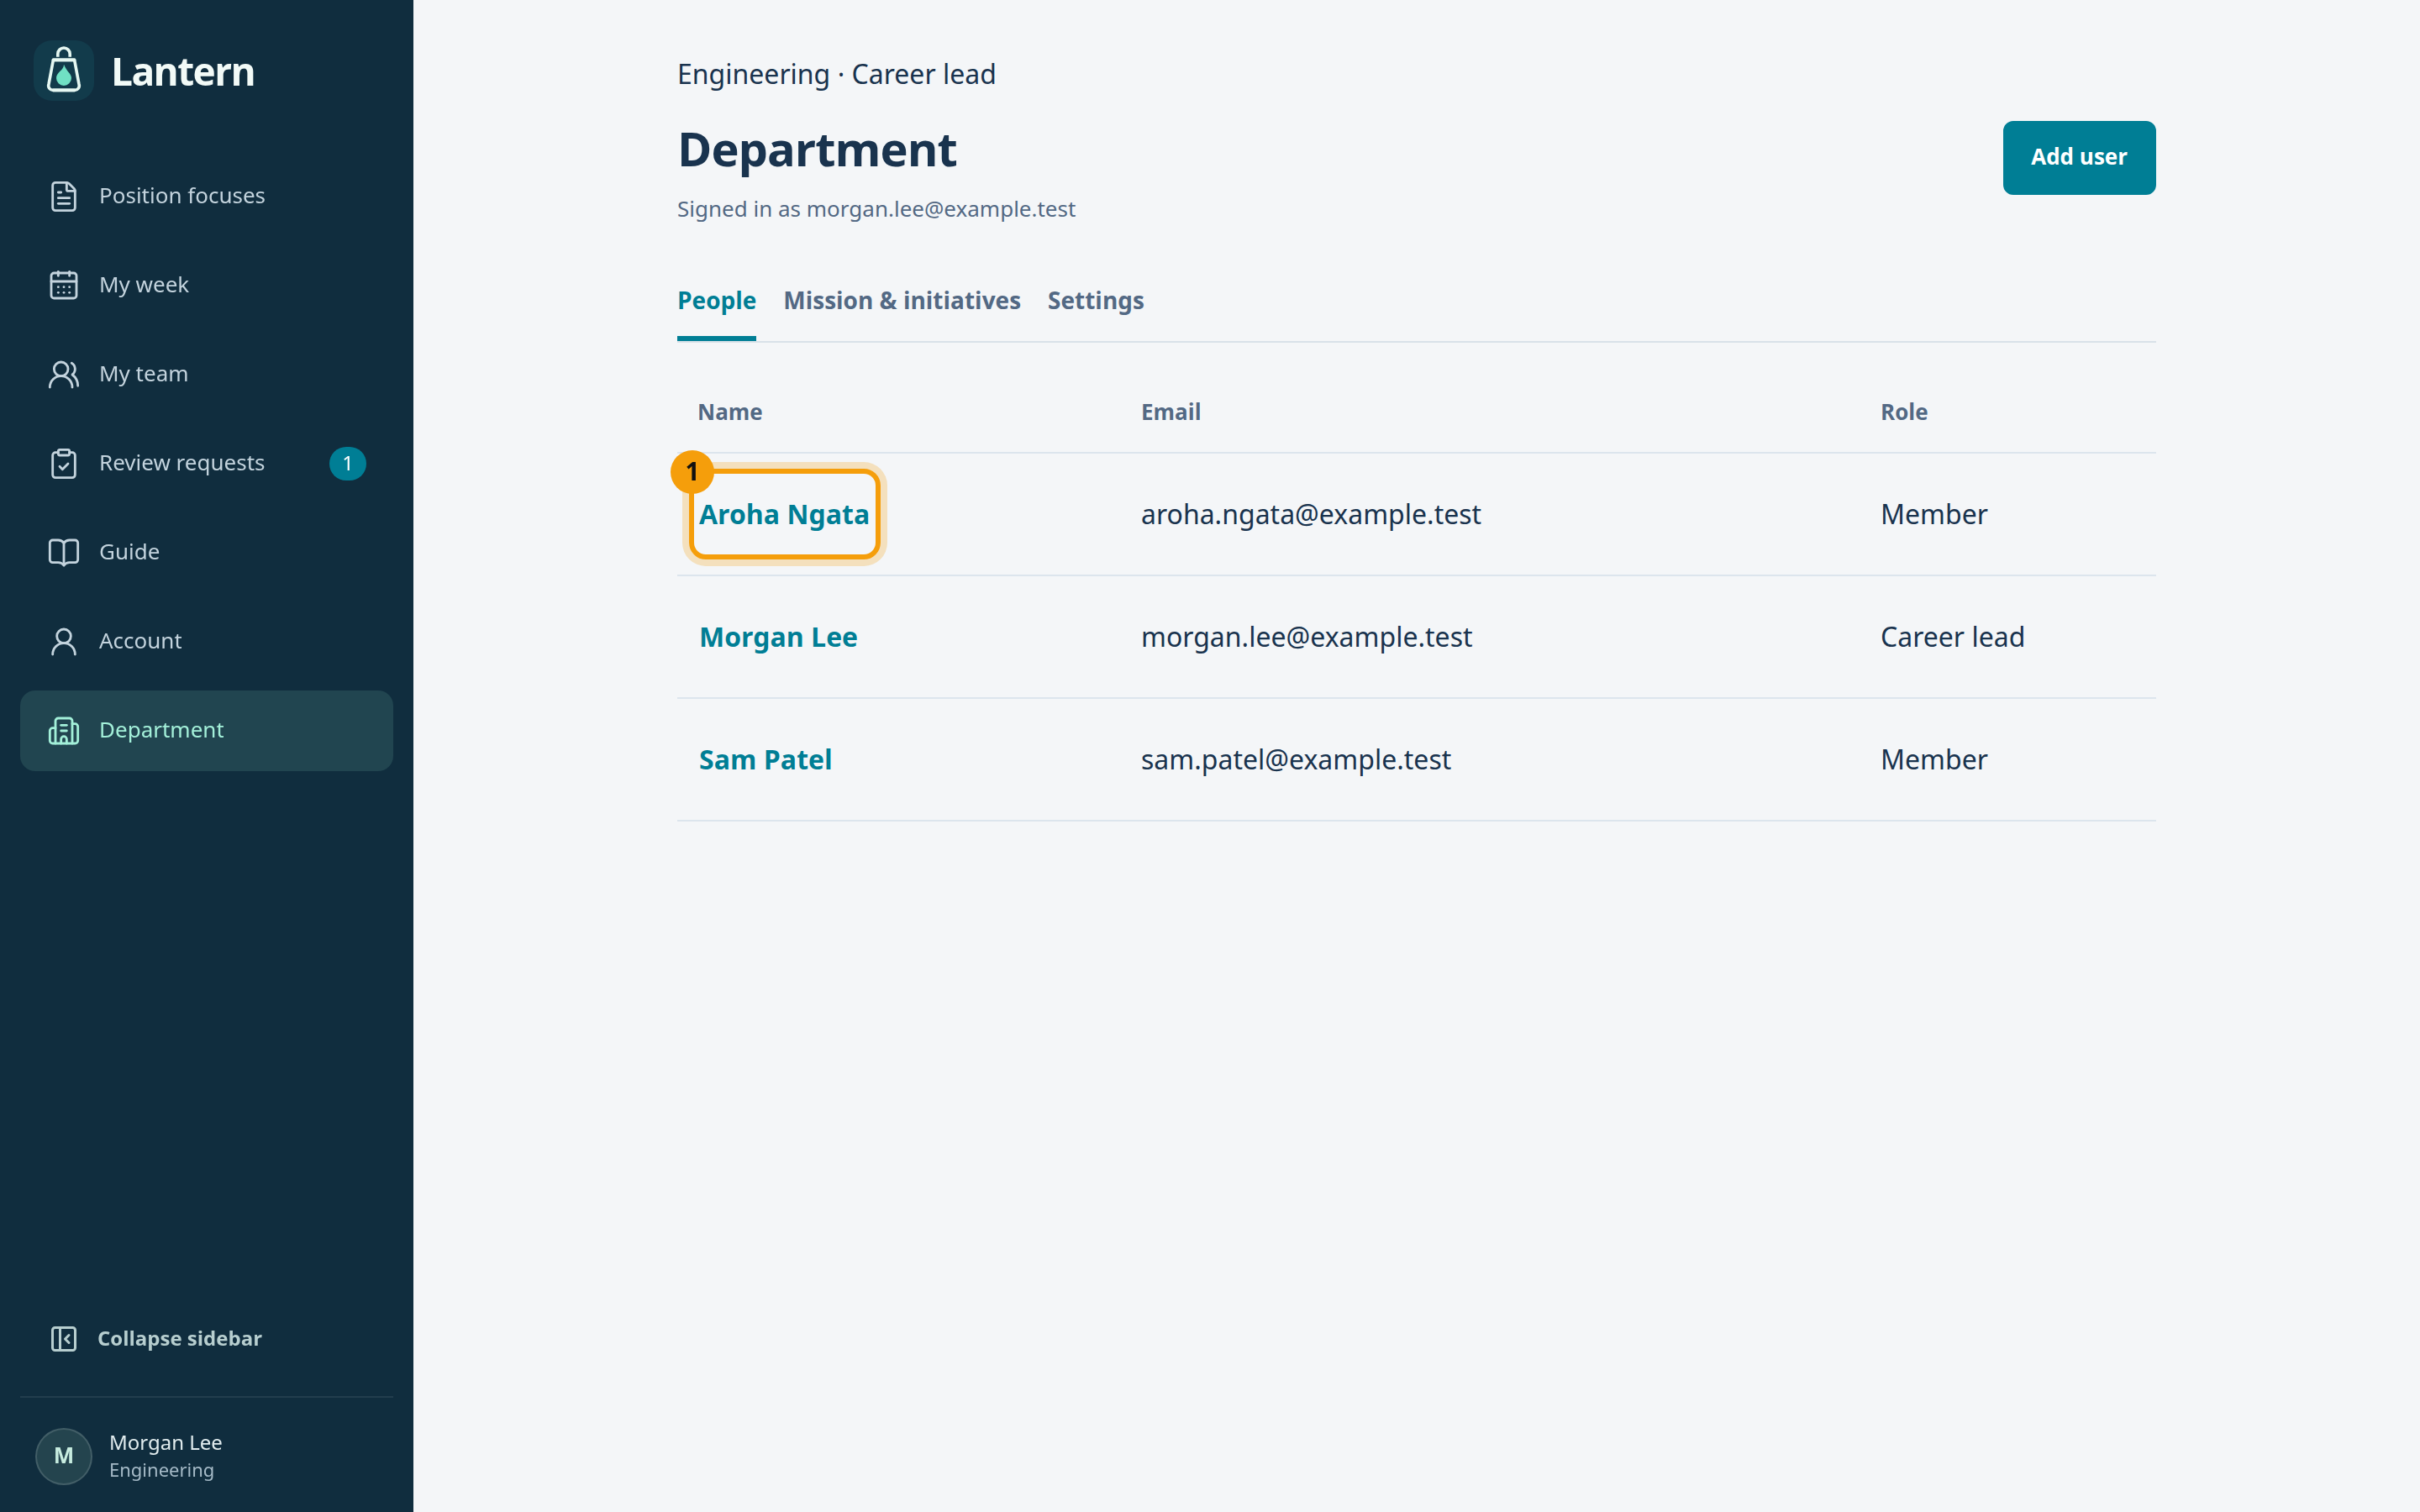 Lantern
Position focuses
My week
My team
Review requests 1
Guide
Account
Department
Collapse sidebar
M
Morgan Lee
Engineering
Engineering · Career lead
Department
Signed in as morgan.lee@example.test
Add user
People Mission & initiatives Settings
Name Email Role
1
Aroha Ngata aroha.ngata@example.test Member
Morgan Lee morgan.lee@example.test Career lead
Sam Patel sam.patel@example.test Member